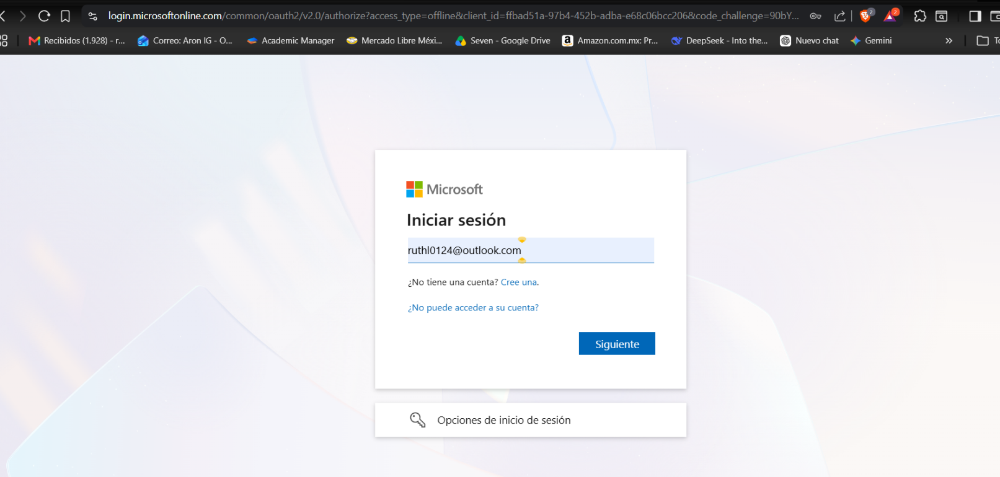 login.microsoftonline.com/common/oauth2/v2.0/authorize?access_type=offline&client_id=ffbad51a-97b4-452b-adba-e68c06bcc206&code_challenge=90bY...
2
2
Recibidos (1.928) - r...
Correo: Aron IG - O...
Academic Manager
Mercado Libre Méxi...
Seven - Google Drive
Amazon.com.mx: Pr...
DeepSeek - Into the...
Nuevo chat
Gemini
Microsoft
Iniciar sesión
ruthl0124@outlook.com
¿No tiene una cuenta? Cree una.
¿No puede acceder a su cuenta?
Siguiente
Opciones de inicio de sesión